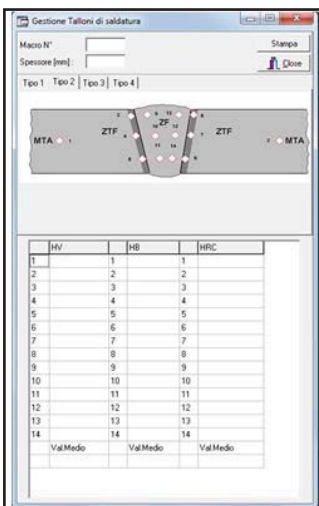 Gestione Talloni di saldatura
Macro N°
Stampa
Spessore [mm] :
Close
Tipo 1 Tipo 2 Tipo 3 Tipo 4
ZF
ZTF ZTF
MTA 1 2 MTA
HV HB HRC
1 1 1
2 2 2
3 3 3
4 4 4
5 5 5
6 6 6
7 7 7
8 8 8
9 9 9
10 10 10
11 11 11
12 12 12
13 13 13
14 14 14
Val.Medio Val.Medio Val.Medio